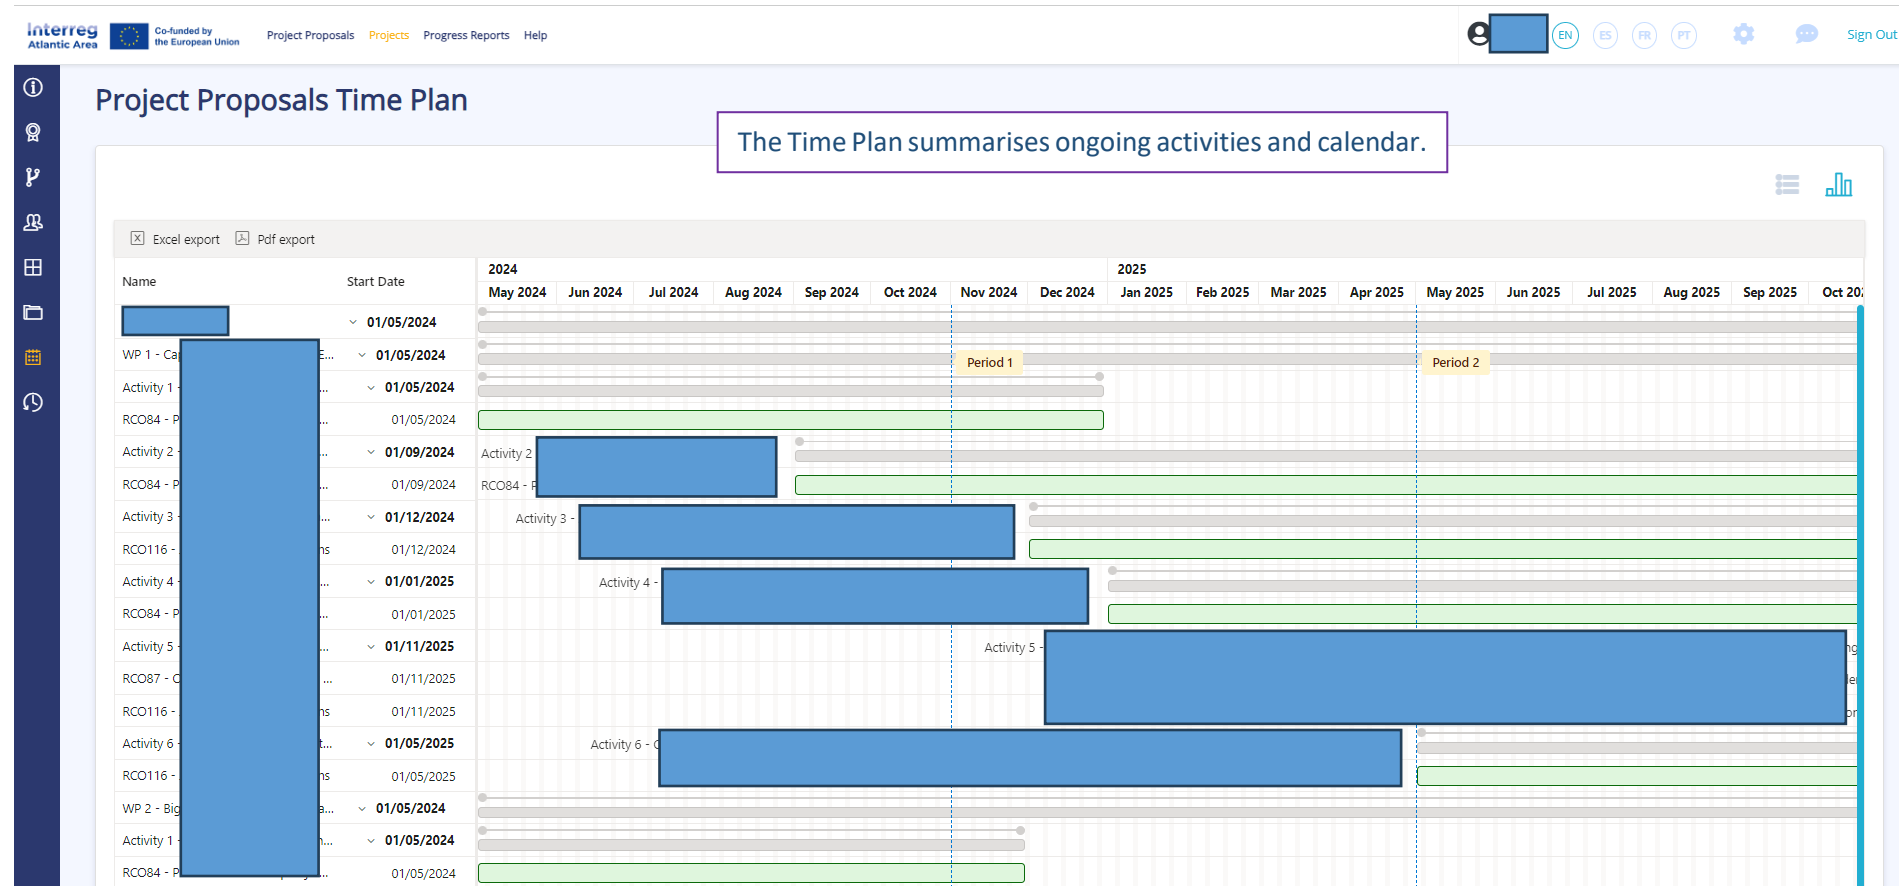 Interreg
Atlantic Area
Co-funded by
the European Union
Project Proposals
Projects
Progress Reports
Help
EN
ES
FR
PT
Sign Out
Project Proposals Time Plan
The Time Plan summarises ongoing activities and calendar.
Excel export
Pdf export
Name
Start Date
2024
2025
May 2024
Jun 2024
Jul 2024
Aug 2024
Sep 2024
Oct 2024
Nov 2024
Dec 2024
Jan 2025
Feb 2025
Mar 2025
Apr 2025
May 2025
Jun 2025
Jul 2025
Aug 2025
Sep 2025
Oct 202
01/05/2024
WP 1 - Cap E... 01/05/2024
Period 1
Period 2
Activity 1 - ... 01/05/2024
RCO84 - P ... 01/05/2024
Activity 2 - ... 01/09/2024
Activity 2
RCO84 - P ... 01/09/2024
RCO84 - P
Activity 3 - ... 01/12/2024
Activity 3 -
RCO116 - ns 01/12/2024
Activity 4 - ... 01/01/2025
Activity 4 -
RCO84 - P ... 01/01/2025
Activity 5 - ... 01/11/2025
Activity 5 - ng
RCO87 - C ... 01/11/2025
RCO116 - ns 01/11/2025
Activity 6 - t... 01/05/2025
Activity 6 - C
RCO116 - ns 01/05/2025
WP 2 - Big a... 01/05/2024
Activity 1 - ... 01/05/2024
RCO84 - P ... 01/05/2024